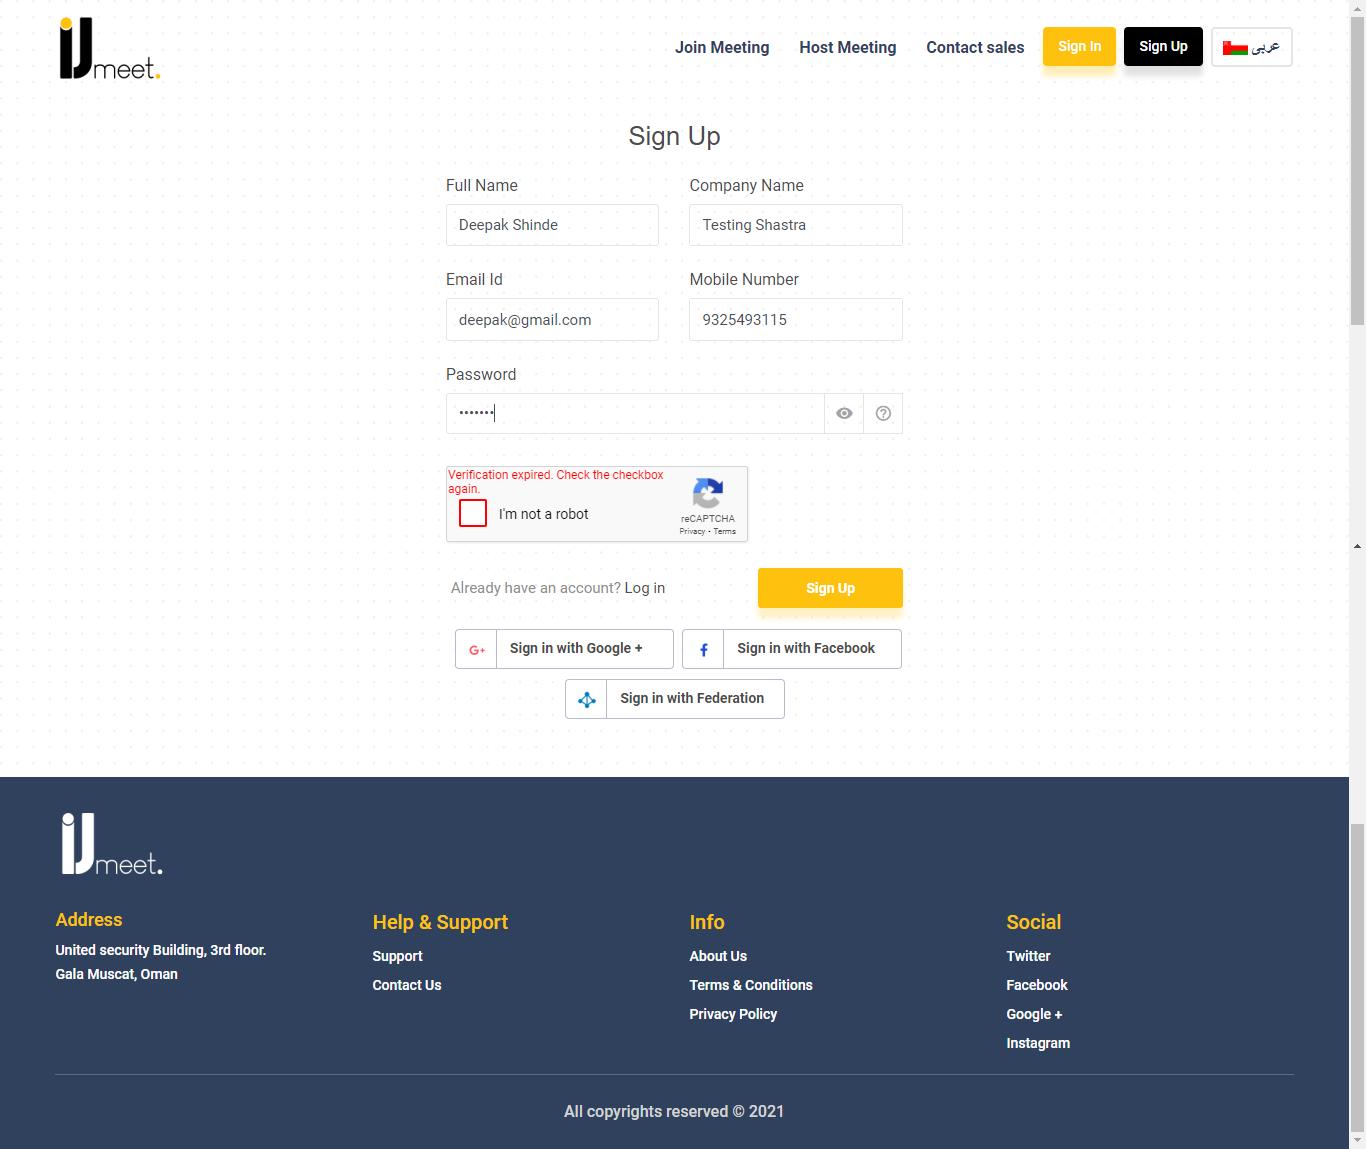 iJmeet.
Join Meeting
Host Meeting
Contact sales
Sign In
Sign Up
عربى
Sign Up
Full Name
Company Name
Deepak Shinde
Testing Shastra
Email Id
Mobile Number
deepak@gmail.com
9325493115
Password
•••••••
Verification expired. Check the checkbox
again.
I'm not a robot
reCAPTCHA
Privacy - Terms
Already have an account? Log in
Sign Up
G+ Sign in with Google +
f Sign in with Facebook
Sign in with Federation
iJmeet.
Address
United security Building, 3rd floor.
Gala Muscat, Oman
Help & Support
Support
Contact Us
Info
About Us
Terms & Conditions
Privacy Policy
Social
Twitter
Facebook
Google +
Instagram
All copyrights reserved © 2021